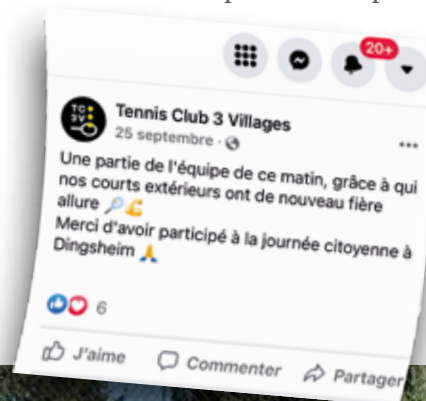 20+
TC
3V
Tennis Club 3 Villages
25 septembre ·
Une partie de l'équipe de ce matin, grâce à qui
nos courts extérieurs ont de nouveau fière
allure 🎾💪
Merci d'avoir participé à la journée citoyenne à
Dingsheim 🙏
6
J'aime Commenter Partager